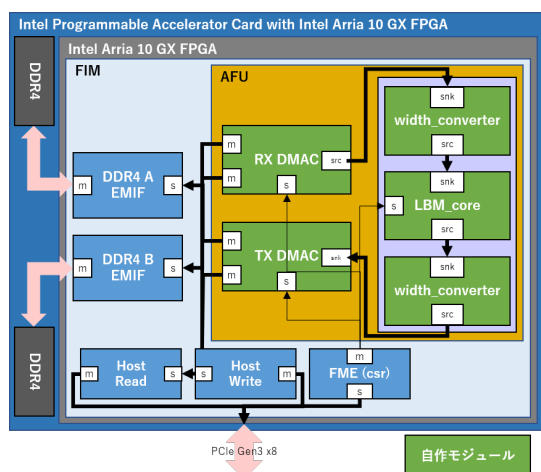 Intel Programmable Accelerator Card with Intel Arria 10 GX FPGA
Intel Arria 10 GX FPGA
DDR4
FIM
AFU
snk
width_converter
src
m
RX DMAC
src
m
s
DDR4 A
EMIF
m
s
snk
s
LBM_core
src
m
TX DMAC
snk
m
s
DDR4 B
EMIF
m
s
snk
width_converter
src
DDR4
Host
Read
m
s
Host
Write
s
m
m
FME (csr)
s
PCIe Gen3 x8
自作モジュール